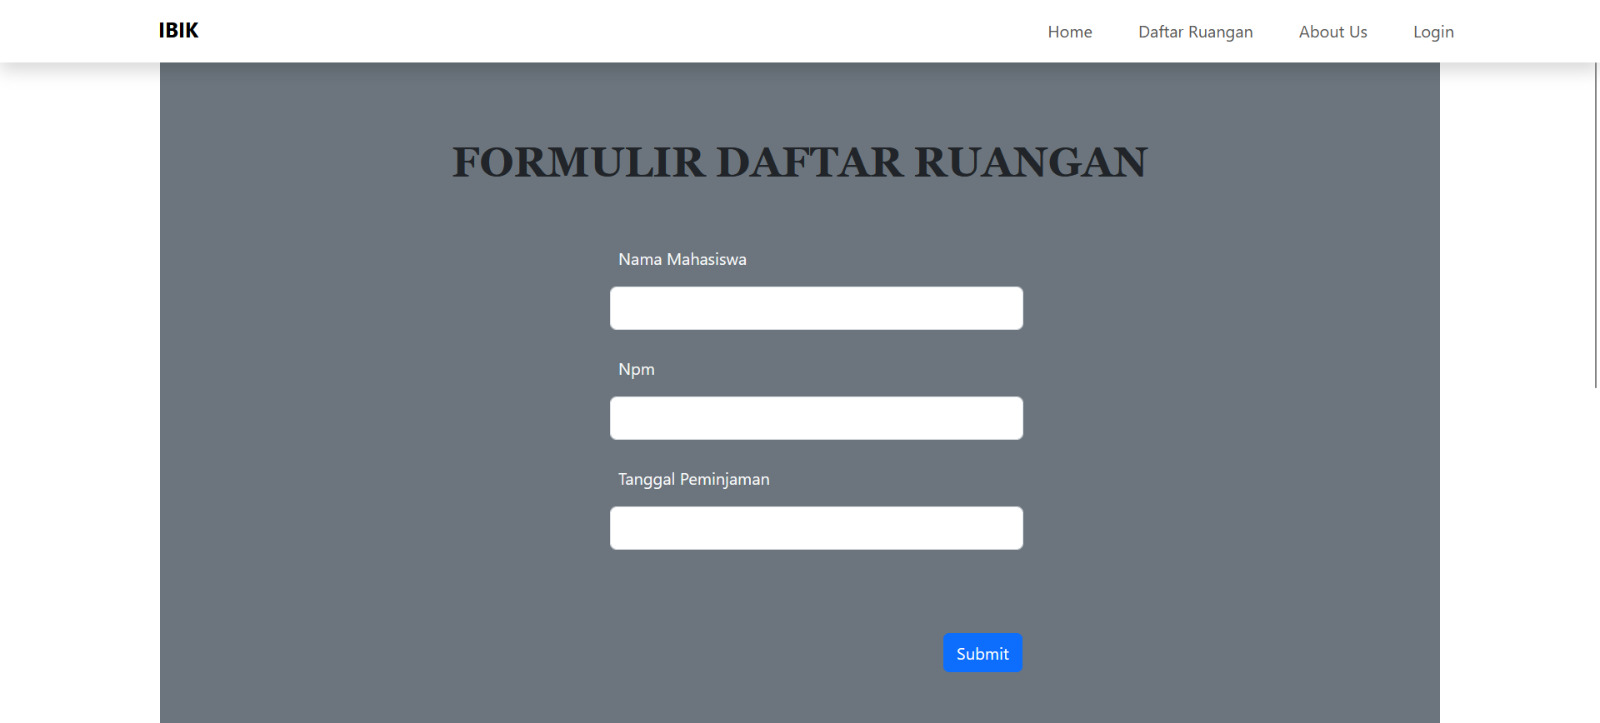 IBIK Home Daftar Ruangan About Us Login
FORMULIR DAFTAR RUANGAN
Nama Mahasiswa
Npm
Tanggal Peminjaman
Submit